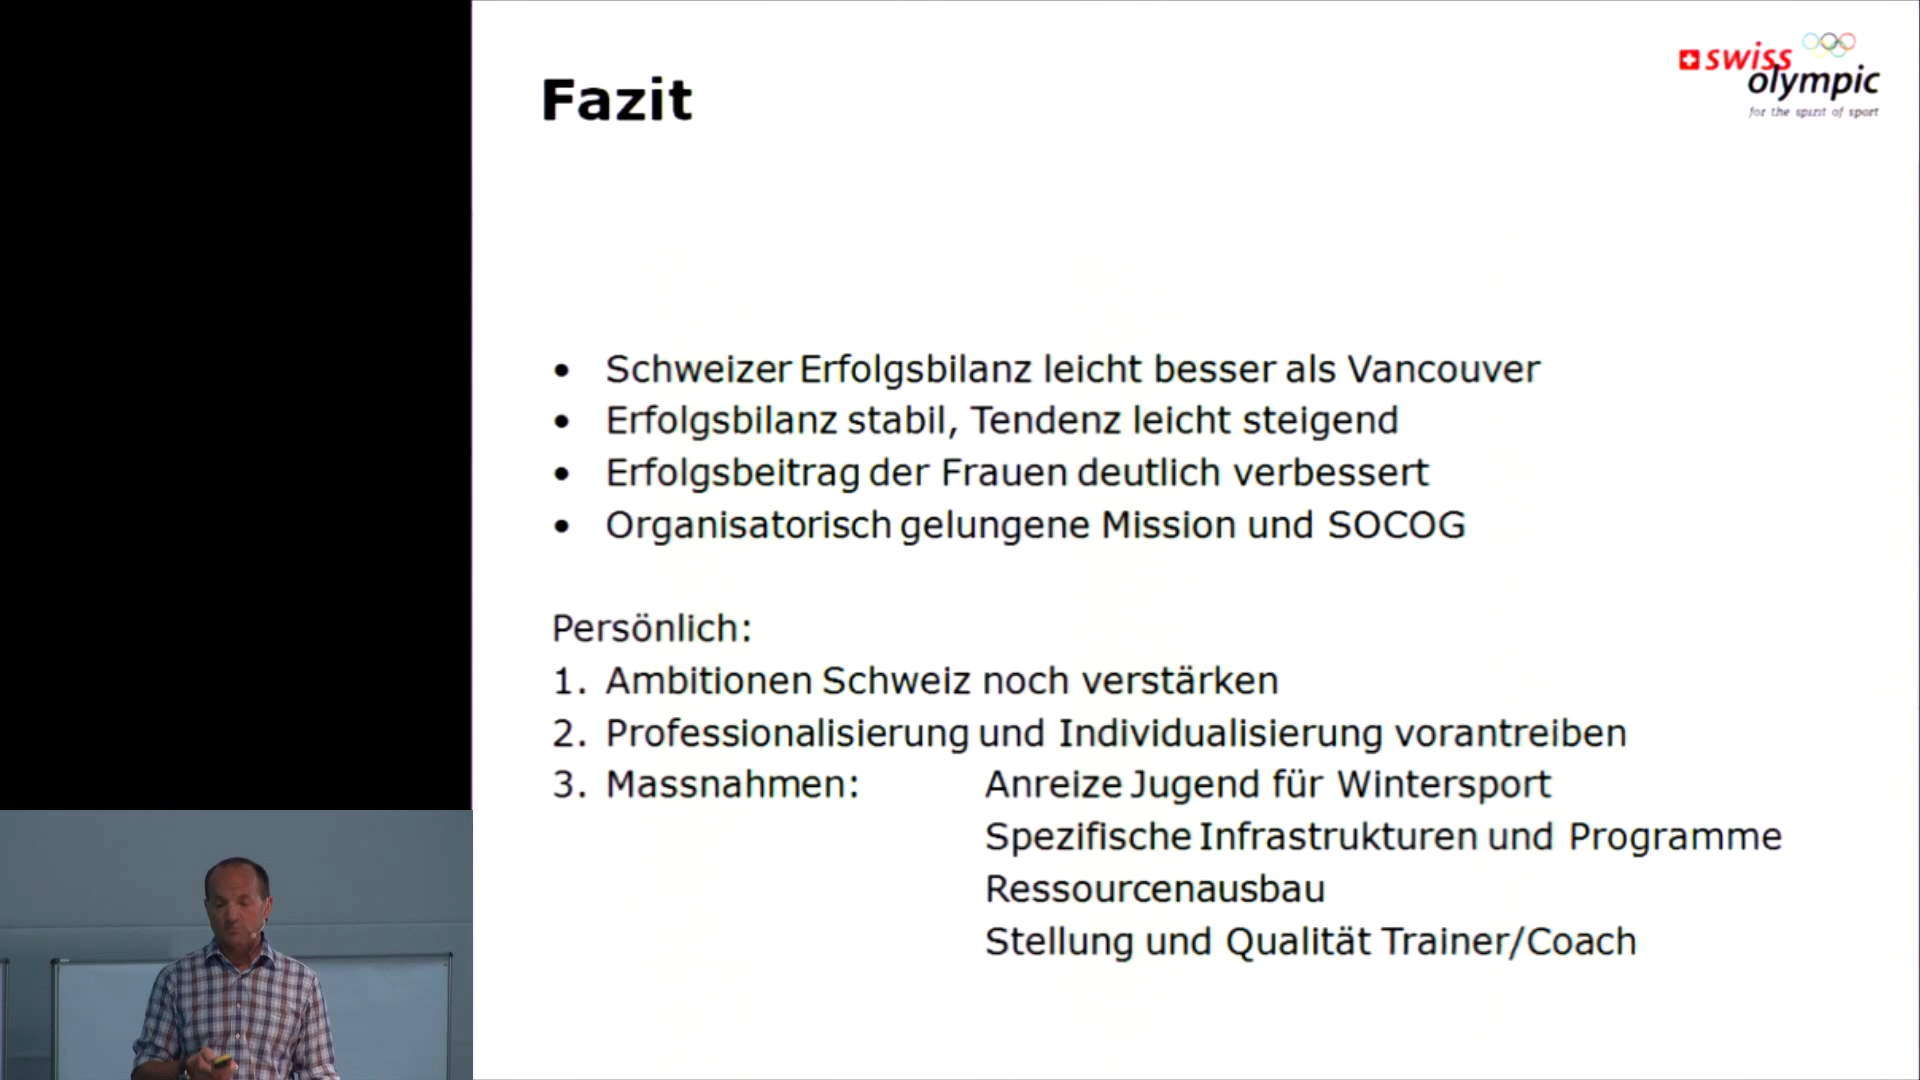 Fazit
swiss
olympic
for the spirit of sport
• Schweizer Erfolgsbilanz leicht besser als Vancouver
• Erfolgsbilanz stabil, Tendenz leicht steigend
• Erfolgsbeitrag der Frauen deutlich verbessert
• Organisatorisch gelungene Mission und SOCOG
Persönlich:
1. Ambitionen Schweiz noch verstärken
2. Professionalisierung und Individualisierung vorantreiben
3. Massnahmen: Anreize Jugend für Wintersport
Spezifische Infrastrukturen und Programme
Ressourcenausbau
Stellung und Qualität Trainer/Coach